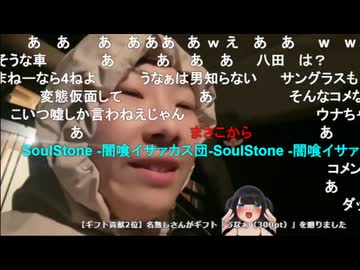 あ あ あ あああ あｗえ ああ ｗ ｗ
そうな車 あ あ あ あ 八田 は？
まねーなら4ねよ うなぁは男知らない サングラスも
変態仮面して あ そんなコメ
こいつ嘘しか言わねえじゃん ウナち
あ まさこから あ
SoulStone -闇喰イサァカス団-SoulStone -闇喰イサァ
コメン
あ
ダッ
【ギフト貢献2位】名無しさんがギフト「うなぁ（300pt）」を贈りました